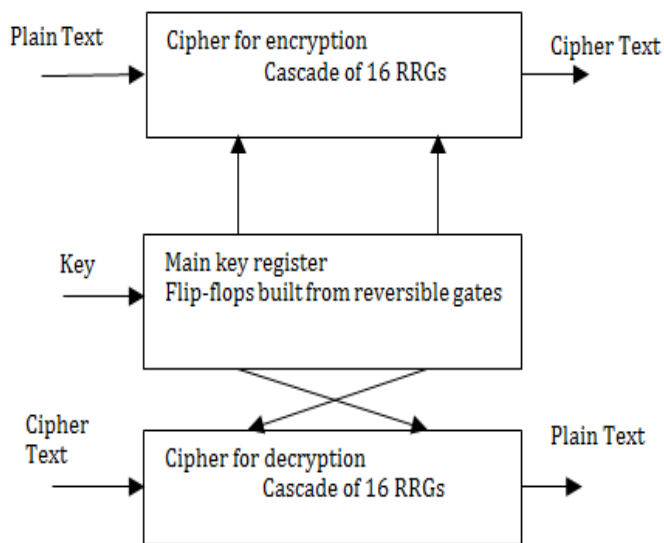 Plain Text
Cipher for encryption
Cascade of 16 RRGs
Cipher Text
Key
Main key register
Flip-flops built from reversible gates
Cipher
Text
Cipher for decryption
Cascade of 16 RRGs
Plain Text